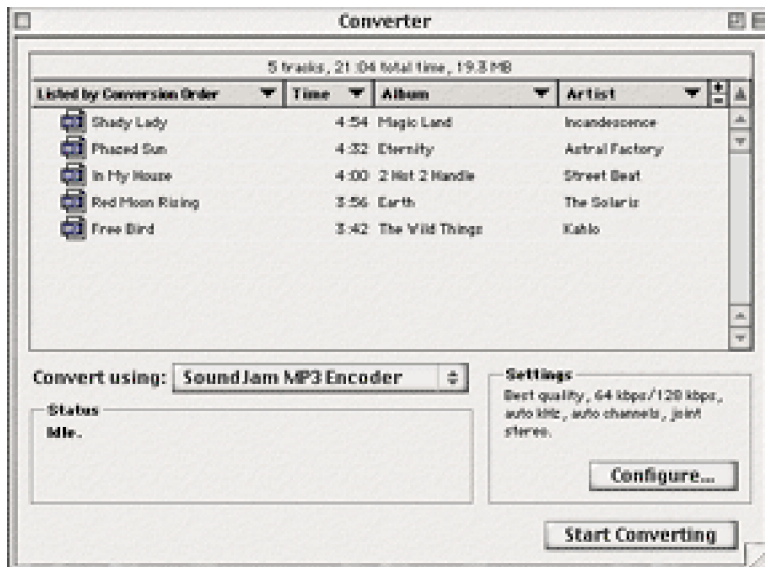 Converter
5 tracks, 21:04 total time, 19.3 MB
Listed by Conversion Order Time Album Artist
Shady Lady 4:54 Magic Land Incandescence
Phazed Sun 4:32 Eternity Astral Factory
In My House 4:00 2 Hot 2 Handle Street Beat
Red Moon Rising 3:56 Earth The Solaris
Free Bird 3:42 The Wild Things Kahlo
Convert using: SoundJam MP3 Encoder
Settings
Best quality, 64 kbps/128 kbps,
auto kHz, auto channels, joint
stereo.
Status
Idle.
Configure...
Start Converting